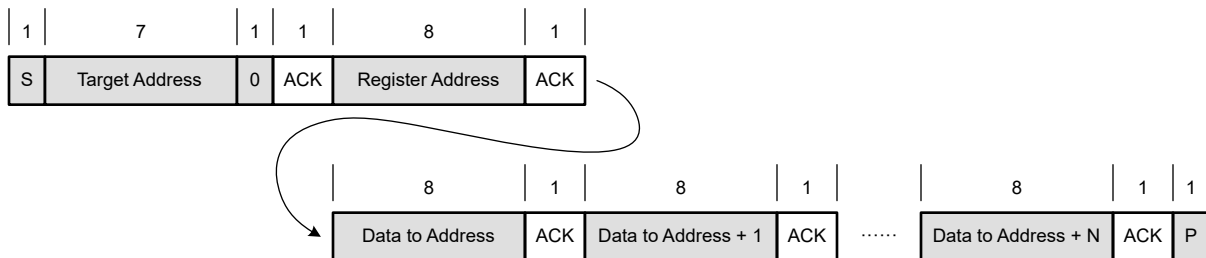 1 7 1 1 8 1
S Target Address 0 ACK Register Address ACK
8 1 8 1 8 1 1
Data to Address ACK Data to Address + 1 ACK ...... Data to Address + N ACK P